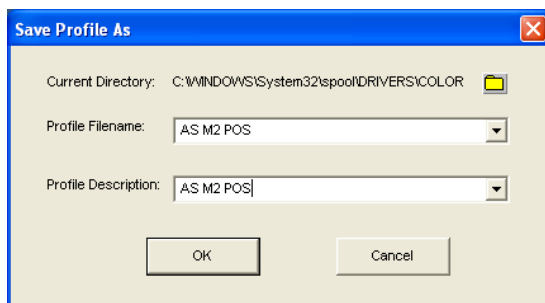 Save Profile As
Current Directory: C:\WINDOWS\System32\spool\DRIVERS\COLOR
Profile Filename: AS M2 POS
Profile Description: AS M2 POS
OK Cancel